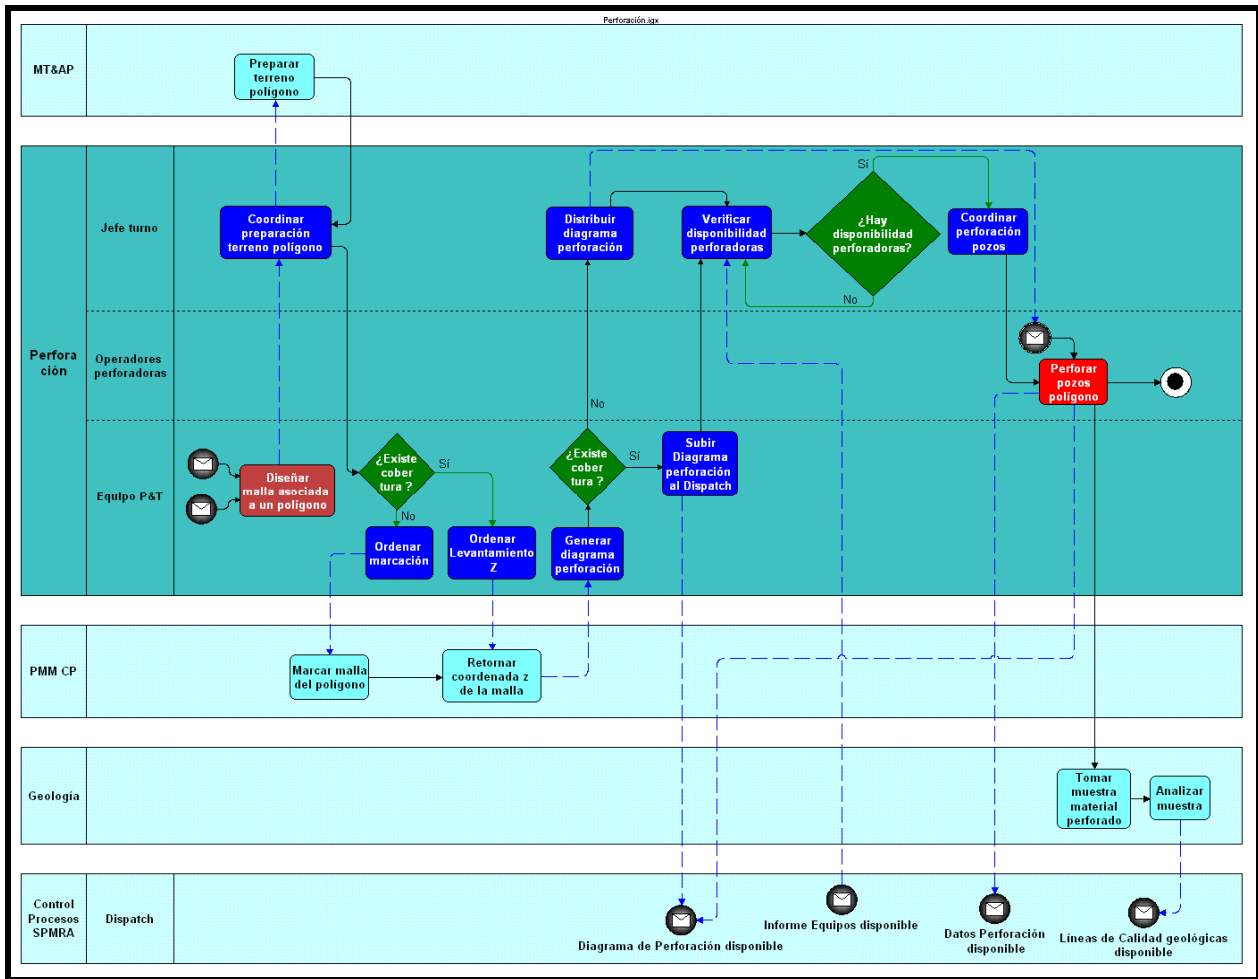 Perforación.igx
MT&AP
Preparar
terreno
polígono
Perfora
ción
Jefe turno
Coordinar
preparación
terreno polígono
Distribuir
diagrama
perforación
Verificar
disponibilidad
perforadoras
¿Hay
disponibilidad
perforadoras?
Sí
No
Coordinar
perforación
pozos
Operadores
perforadoras
Perforar
pozos
polígono
No
Equipo P&T
Diseñar
malla asociada
a un polígono
¿Existe
cober
tura ?
Sí
No
Ordenar
marcación
Ordenar
Levantamiento
Z
¿Existe
cober
tura ?
Sí
Generar
diagrama
perforación
Subir
Diagrama
perforación
al Dispatch
PMM CP
Marcar malla
del polígono
Retornar
coordenada z
de la malla
Geología
Tomar
muestra
material
perforado
Analizar
muestra
Control
Procesos
SPMRA
Dispatch
Diagrama de Perforación disponible
Informe Equipos disponible
Datos Perforación
disponible
Líneas de Calidad geológicas
disponible